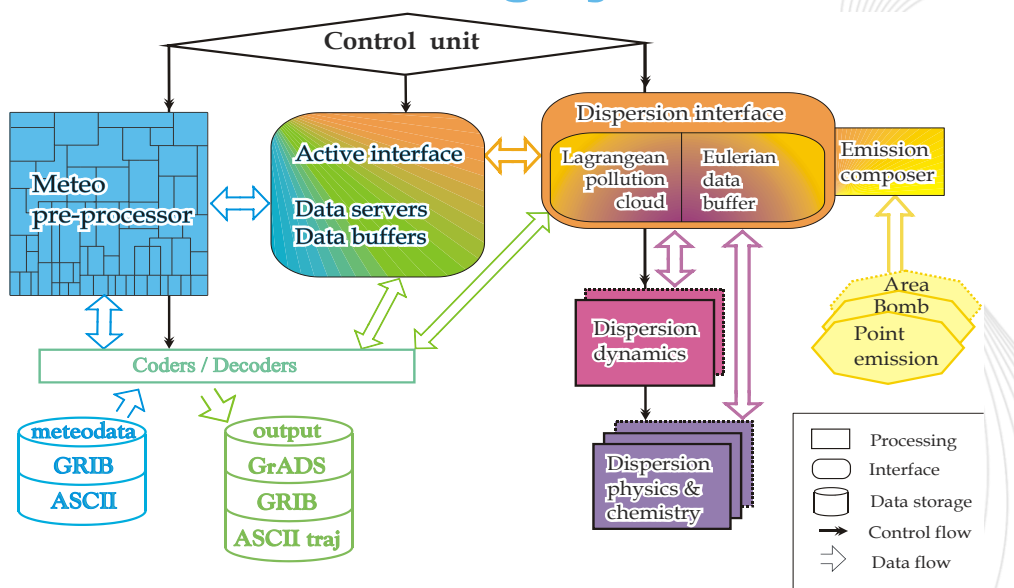 Control unit
Meteo
pre-processor
Active interface
Data servers
Data buffers
Dispersion interface
Lagrangean
pollution
cloud
Eulerian
data
buffer
Emission
composer
Area
Bomb
Point
emission
Dispersion
dynamics
Dispersion
physics &
chemistry
Coders / Decoders
meteodata
GRIB
ASCII
output
GrADS
GRIB
ASCII traj
Processing
Interface
Data storage
Control flow
Data flow